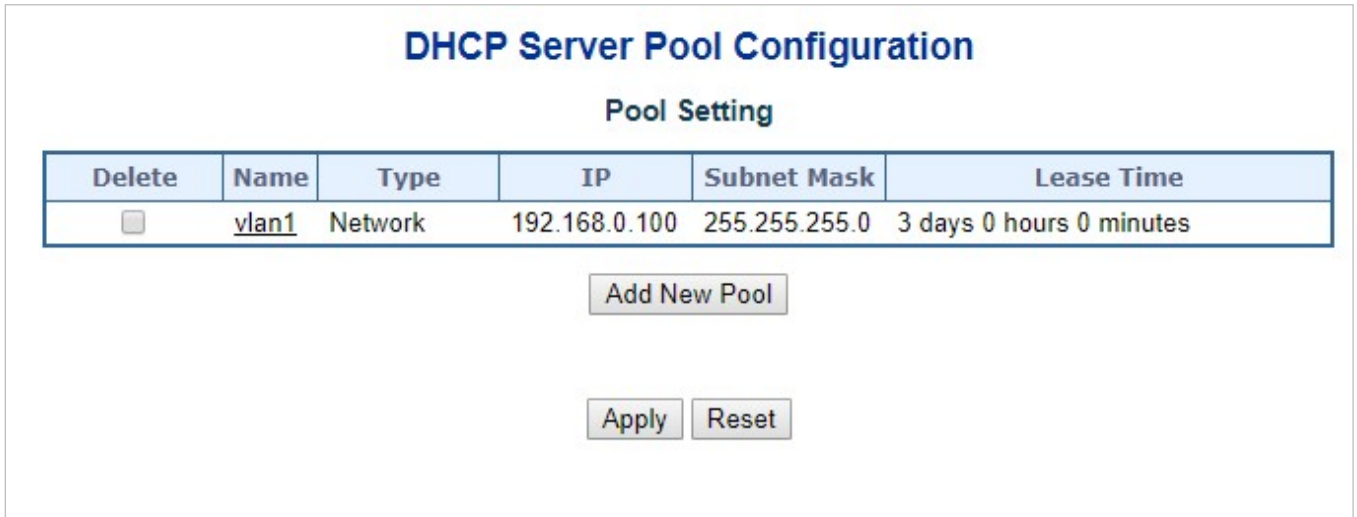 DHCP Server Pool Configuration
Pool Setting
Delete Name Type IP Subnet Mask Lease Time
vlan1 Network 192.168.0.100 255.255.255.0 3 days 0 hours 0 minutes
Add New Pool
Apply Reset